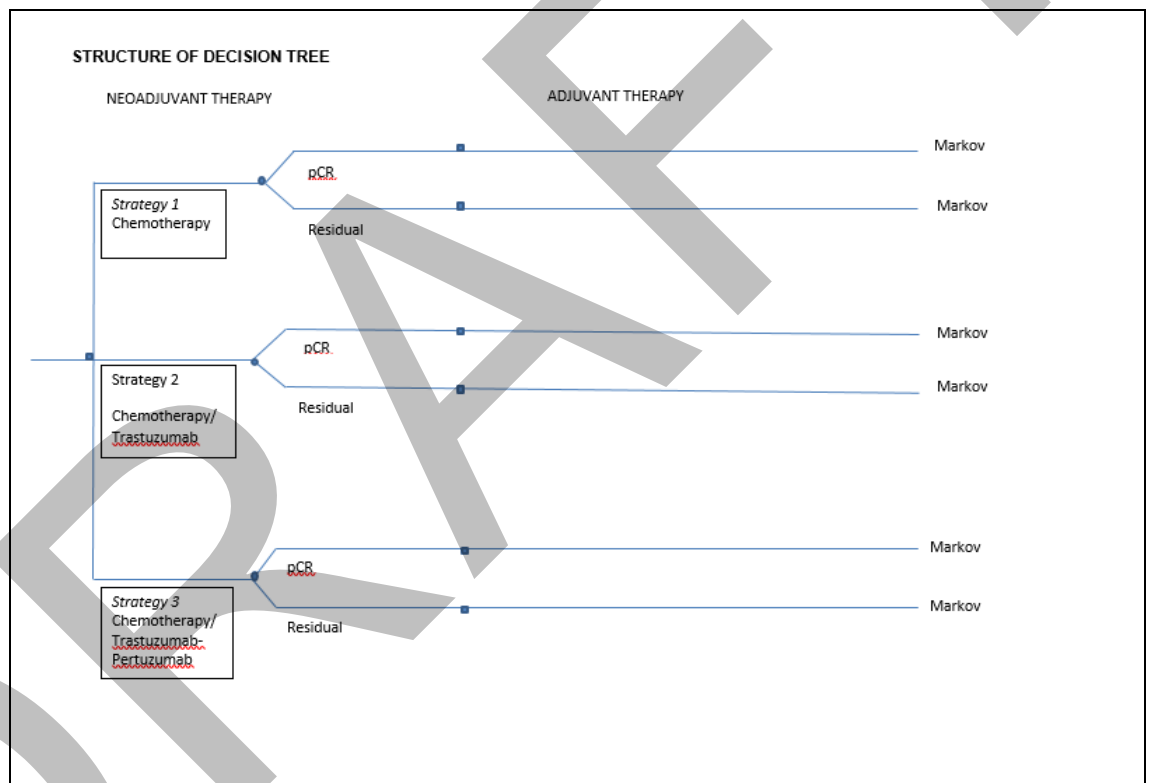 STRUCTURE OF DECISION TREE
NEOADJUVANT THERAPY
ADJUVANT THERAPY
Markov
pCR
Strategy 1
Chemotherapy
Markov
Residual
Markov
pCR
Strategy 2
Chemotherapy/
Trastuzumab
Markov
Residual
Markov
pCR
Strategy 3
Chemotherapy/
Trastuzumab-
Pertuzumab
Markov
Residual
DRAFT